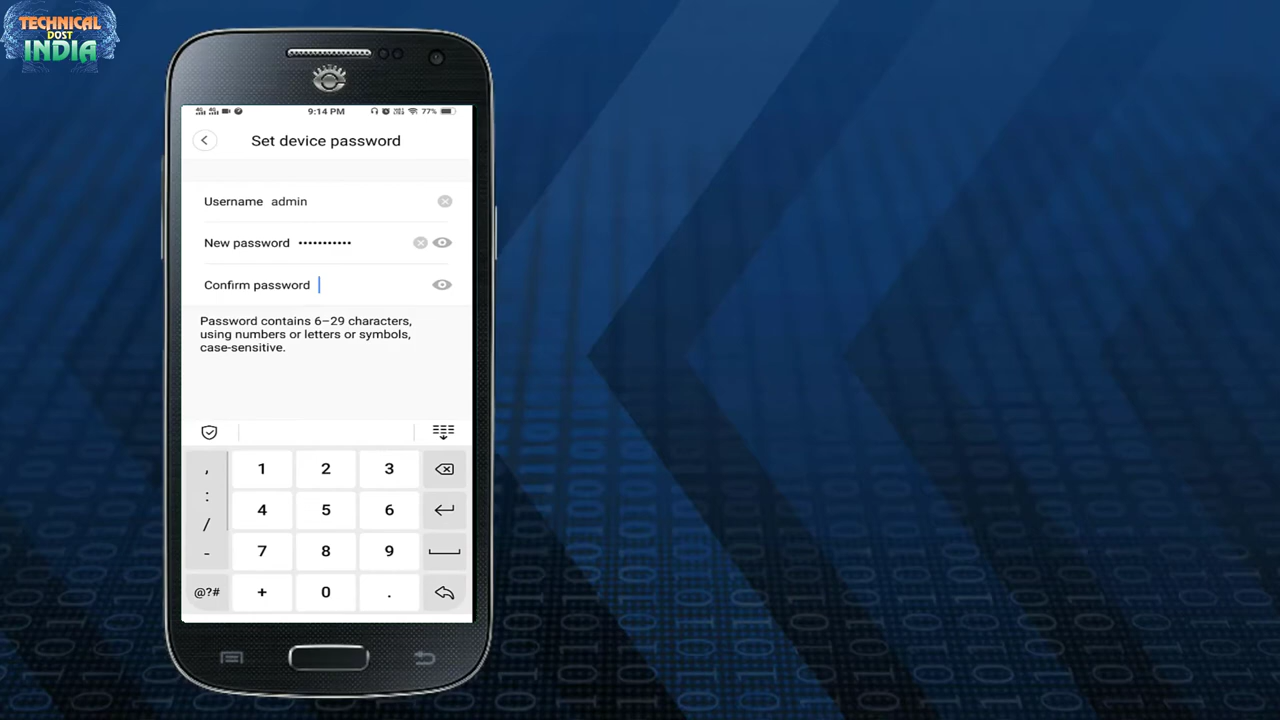 TECHNICAL
DOST
INDIA
9:14 PM 77%
Set device password
Username admin
New password •••••••••••
Confirm password
Password contains 6–29 characters,
using numbers or letters or symbols,
case-sensitive.
, 1 2 3
:
4 5 6
/
- 7 8 9
@?# + 0 .